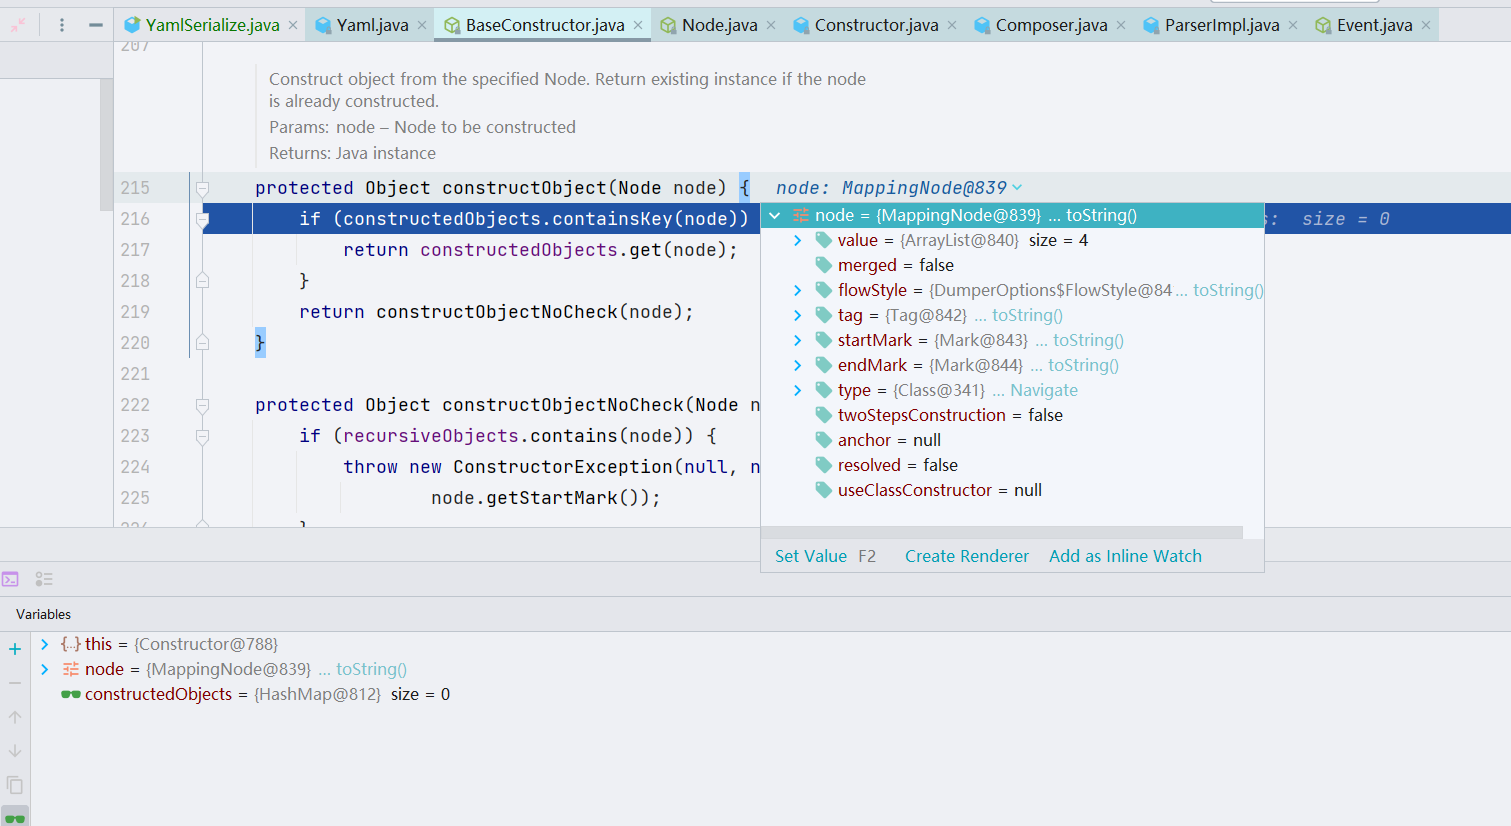 YamlSerialize.java Yaml.java BaseConstructor.java Node.java Constructor.java Composer.java ParserImpl.java Event.java
207
Construct object from the specified Node. Return existing instance if the node
is already constructed.
Params: node – Node to be constructed
Returns: Java instance
215 protected Object constructObject(Node node) { node: MappingNode@839
216 if (constructedObjects.containsKey(node)) s: size = 0
217 return constructedObjects.get(node);
218 }
219 return constructObjectNoCheck(node);
220 }
221
222 protected Object constructObjectNoCheck(Node n
223 if (recursiveObjects.contains(node)) {
224 throw new ConstructorException(null, n
225 node.getStartMark());
226 }
node = {MappingNode@839} ... toString()
value = {ArrayList@840} size = 4
merged = false
flowStyle = {DumperOptions$FlowStyle@84 ... toString()
tag = {Tag@842} ... toString()
startMark = {Mark@843} ... toString()
endMark = {Mark@844} ... toString()
type = {Class@341} ... Navigate
twoStepsConstruction = false
anchor = null
resolved = false
useClassConstructor = null
Set Value F2 Create Renderer Add as Inline Watch
Variables
{...} this = {Constructor@788}
node = {MappingNode@839} ... toString()
constructedObjects = {HashMap@812} size = 0